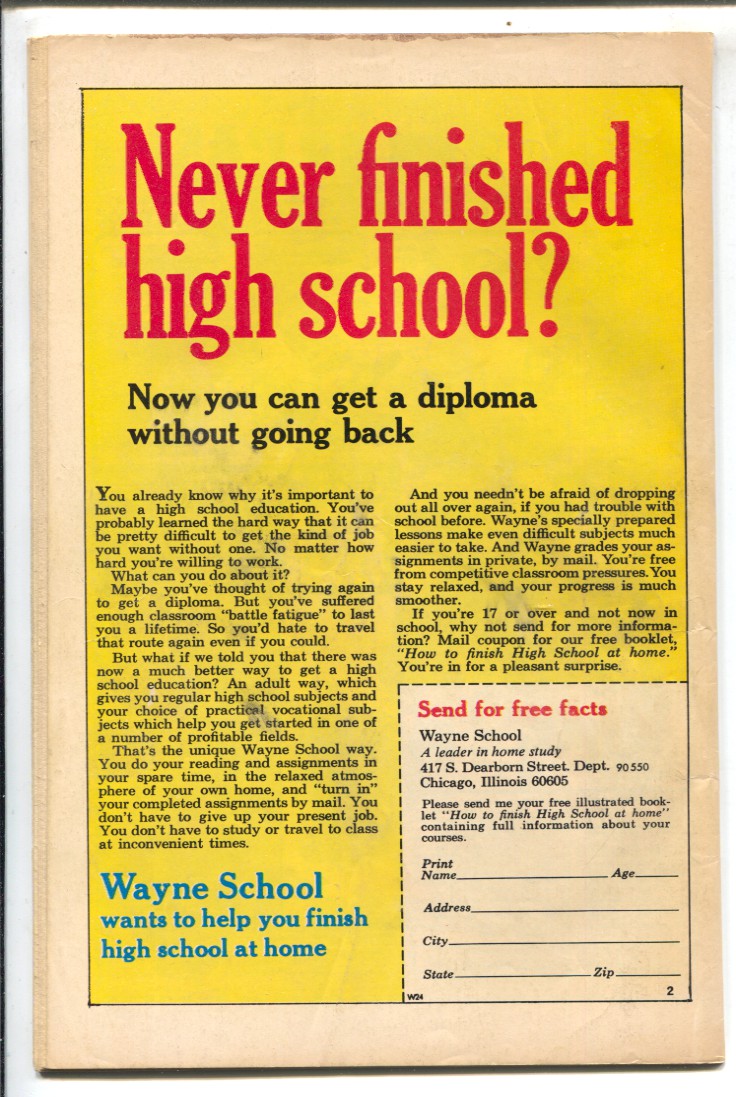 Never finished
high school?
Now you can get a diploma
without going back
You already know why it's important to
have a high school education. You've
probably learned the hard way that it can
be pretty difficult to get the kind of job
you want without one. No matter how
hard you're willing to work.
What can you do about it?
Maybe you've thought of trying again
to get a diploma. But you've suffered
enough classroom "battle fatigue" to last
you a lifetime. So you'd hate to travel
that route again even if you could.
But what if we told you that there was
now a much better way to get a high
school education? An adult way, which
gives you regular high school subjects and
your choice of practical vocational sub-
jects which help you get started in one of
a number of profitable fields.
That's the unique Wayne School way.
You do your reading and assignments in
your spare time, in the relaxed atmos-
phere of your own home, and "turn in"
your completed assignments by mail. You
don't have to give up your present job.
You don't have to study or travel to class
at inconvenient times.
Wayne School
wants to help you finish
high school at home
And you needn't be afraid of dropping
out all over again, if you had trouble with
school before. Wayne's specially prepared
lessons make even difficult subjects much
easier to take. And Wayne grades your as-
signments in private, by mail. You're free
from competitive classroom pressures. You
stay relaxed, and your progress is much
smoother.
If you're 17 or over and not now in
school, why not send for more informa-
tion? Mail coupon for our free booklet,
"How to finish High School at home."
You're in for a pleasant surprise.
Send for free facts
Wayne School
A leader in home study
417 S. Dearborn Street. Dept. 90550
Chicago, Illinois 60605
Please send me your free illustrated book-
let "How to finish High School at home"
containing full information about your
courses.
Print
Name Age
Address
City
State Zip
W24 2